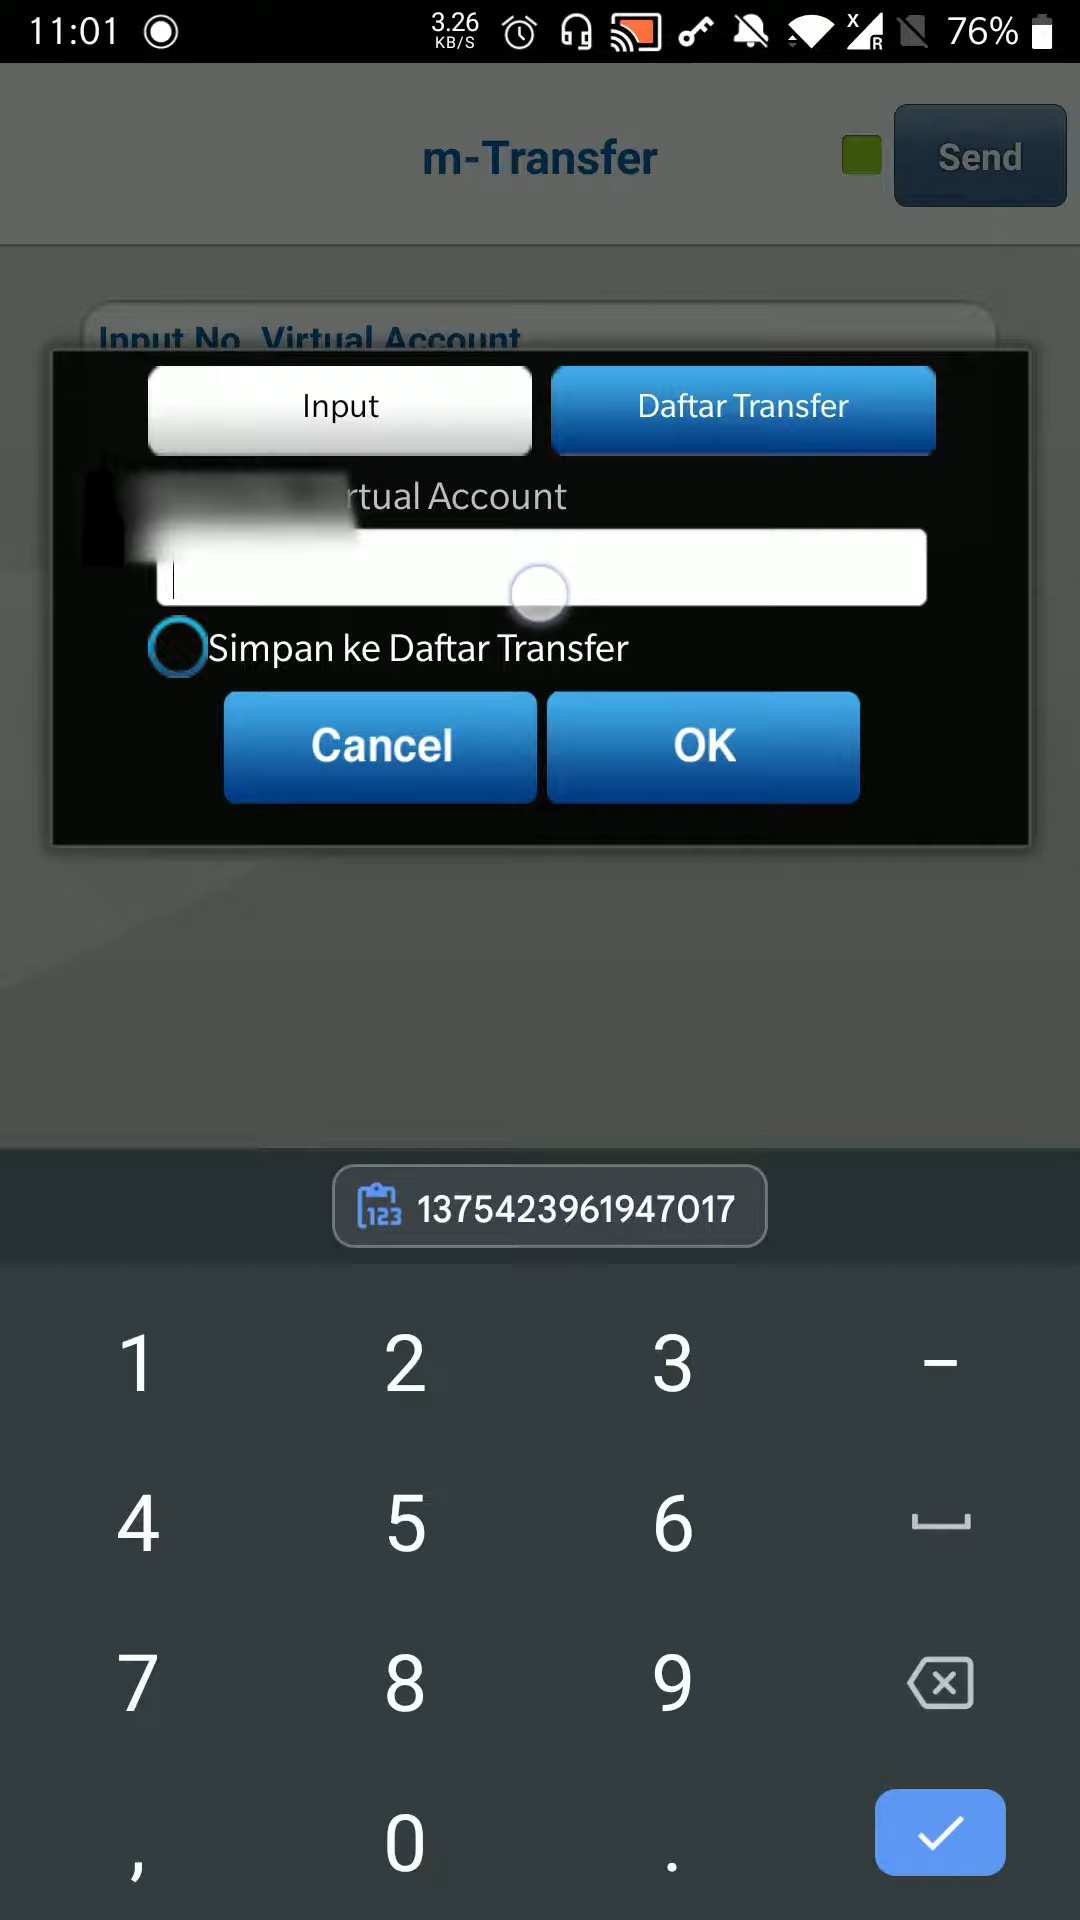 11:01
3.26
KB/S
X
R
76%
m-Transfer
Send
Input No. Virtual Account
Input
Daftar Transfer
Account
Simpan ke Daftar Transfer
Cancel
OK
123
1375423961947017
1 2 3 –
4 5 6
7 8 9
, 0 .